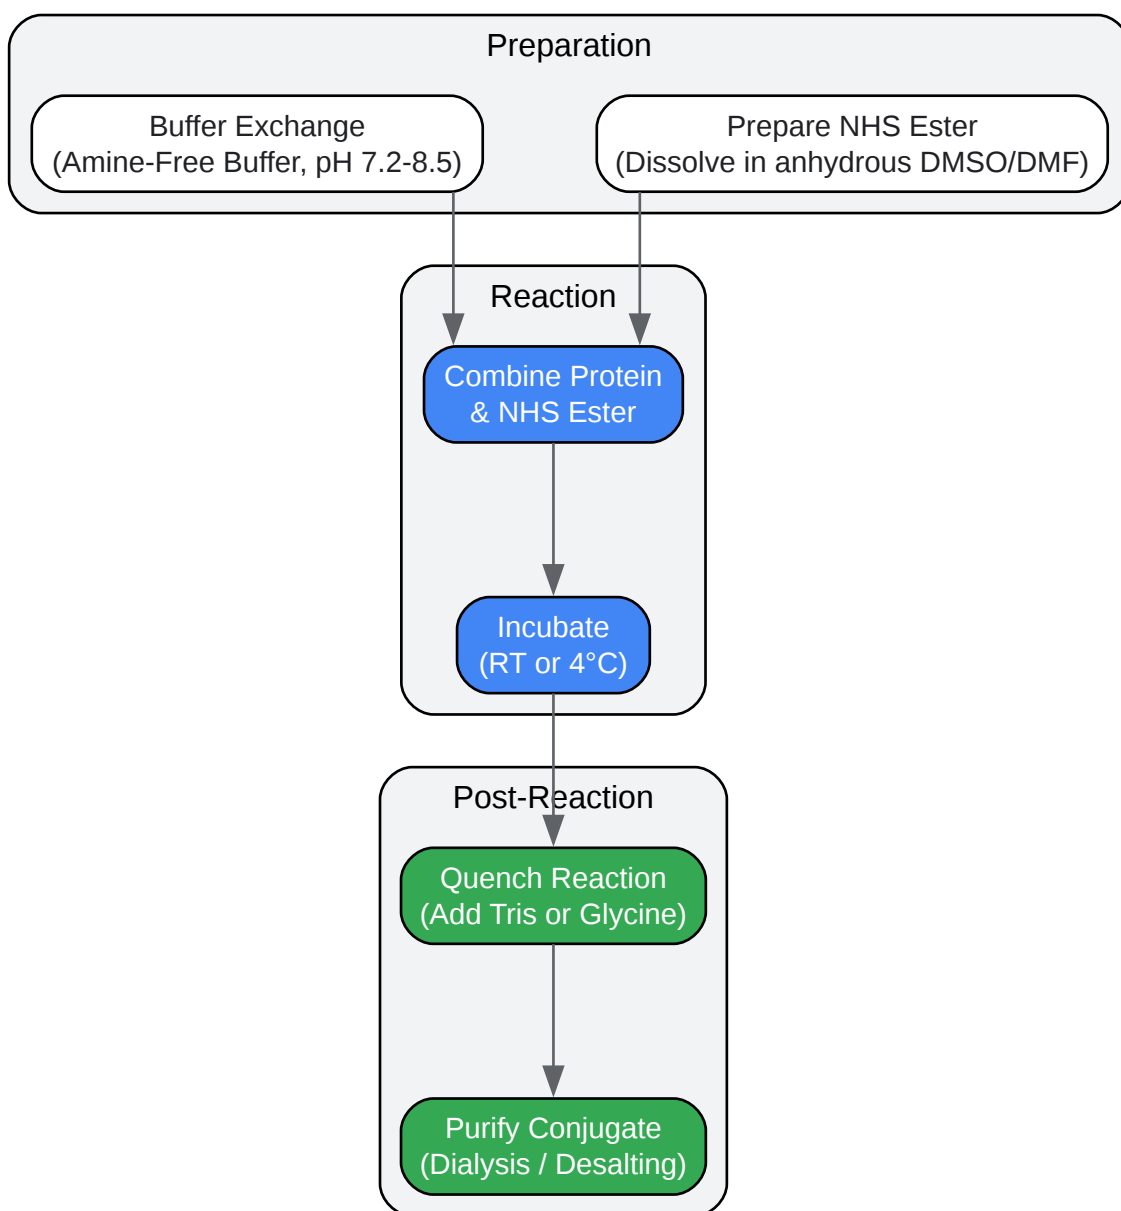 Preparation
Buffer Exchange
(Amine-Free Buffer, pH 7.2-8.5)
Prepare NHS Ester
(Dissolve in anhydrous DMSO/DMF)
Reaction
Combine Protein
& NHS Ester
Incubate
(RT or 4°C)
Post-Reaction
Quench Reaction
(Add Tris or Glycine)
Purify Conjugate
(Dialysis / Desalting)